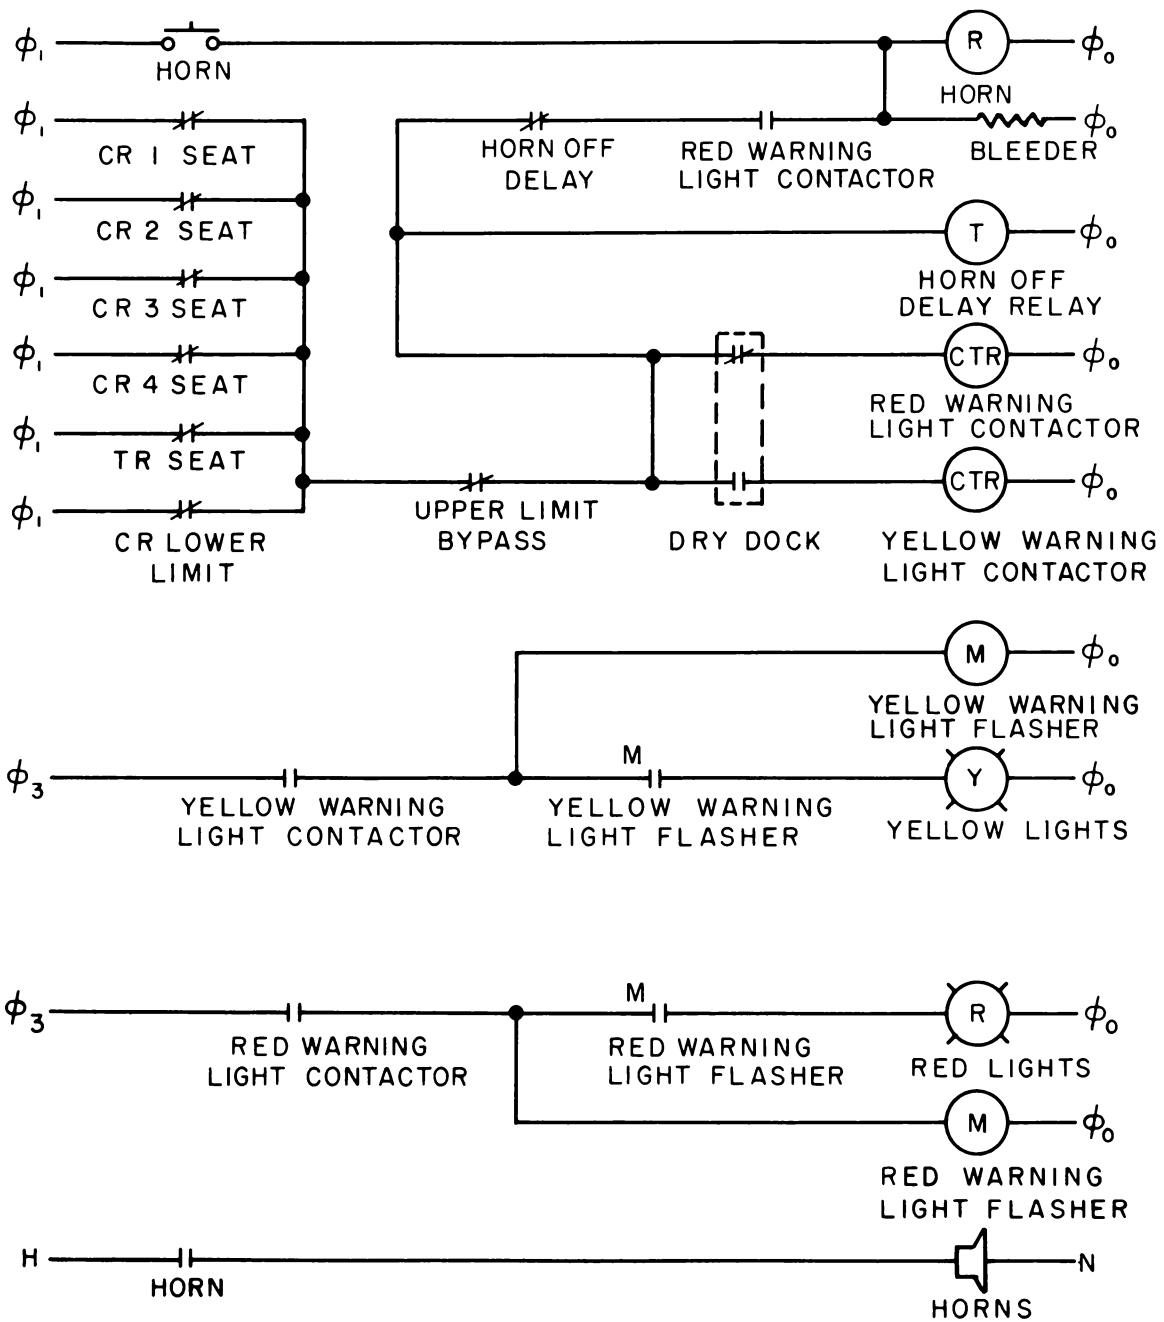 ϕ₁ ϕ₀
HORN R
HORN
ϕ₁ ϕ₀
CR 1 SEAT
HORN OFF
DELAY
RED WARNING
LIGHT CONTACTOR
BLEEDER
ϕ₁
CR 2 SEAT
T ϕ₀
HORN OFF
DELAY RELAY
ϕ₁
CR 3 SEAT
ϕ₁
CR 4 SEAT
CTR ϕ₀
RED WARNING
LIGHT CONTACTOR
ϕ₁
TR SEAT
CTR ϕ₀
UPPER LIMIT
BYPASS
DRY DOCK
YELLOW WARNING
LIGHT CONTACTOR
ϕ₁
CR LOWER
LIMIT
M ϕ₀
YELLOW WARNING
LIGHT FLASHER
ϕ₃
YELLOW WARNING
LIGHT CONTACTOR
M
YELLOW WARNING
LIGHT FLASHER
Y ϕ₀
YELLOW LIGHTS
ϕ₃
RED WARNING
LIGHT CONTACTOR
M
RED WARNING
LIGHT FLASHER
R ϕ₀
RED LIGHTS
M ϕ₀
RED WARNING
LIGHT FLASHER
H N
HORN
HORNS